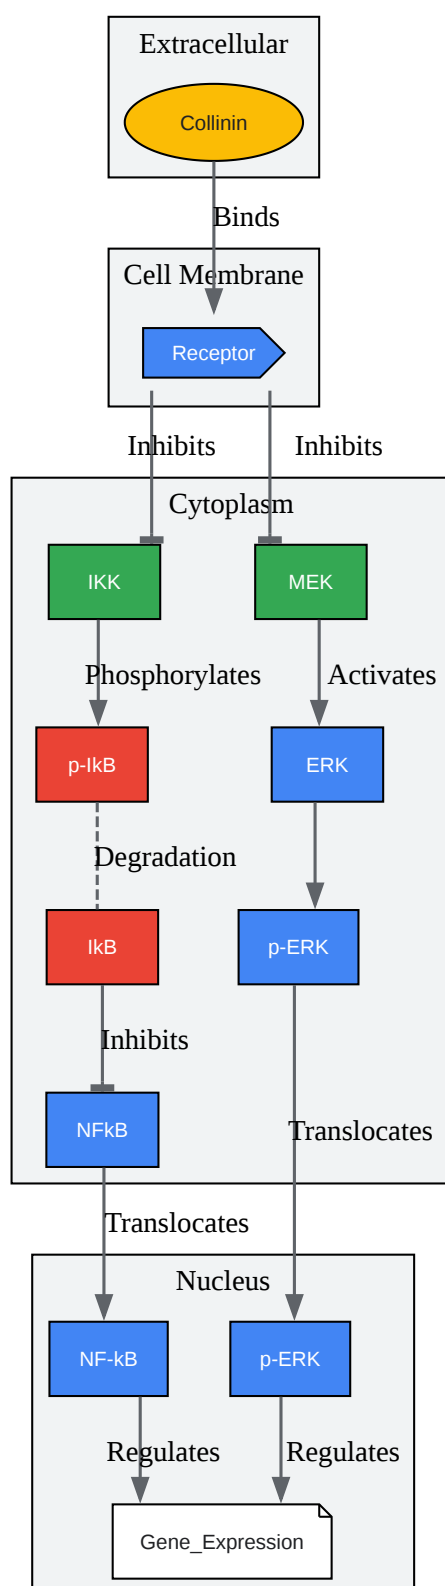 Extracellular
Collinin
Binds
Cell Membrane
Receptor
Inhibits
Inhibits
Cytoplasm
IKK
MEK
Phosphorylates
Activates
p-IkB
ERK
Degradation
IkB
p-ERK
Inhibits
NFkB
Translocates
Translocates
Nucleus
NF-kB
p-ERK
Regulates
Regulates
Gene_Expression